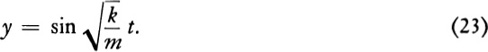 y = sin √(k/m) t. (23)